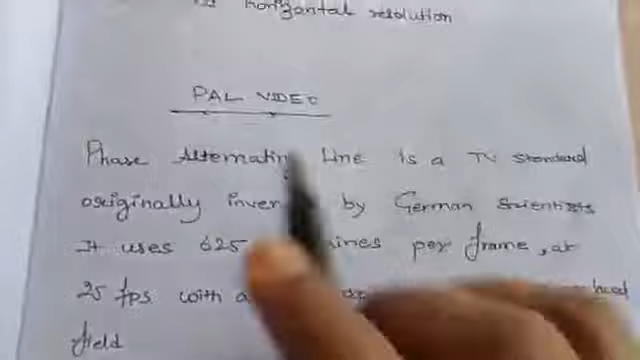 horizontal resolution
PAL VIDEO
Phase Alternating Line is a TV standard
originally by German Scientists
It uses 625 lines per frame, at
25 fps with a
field